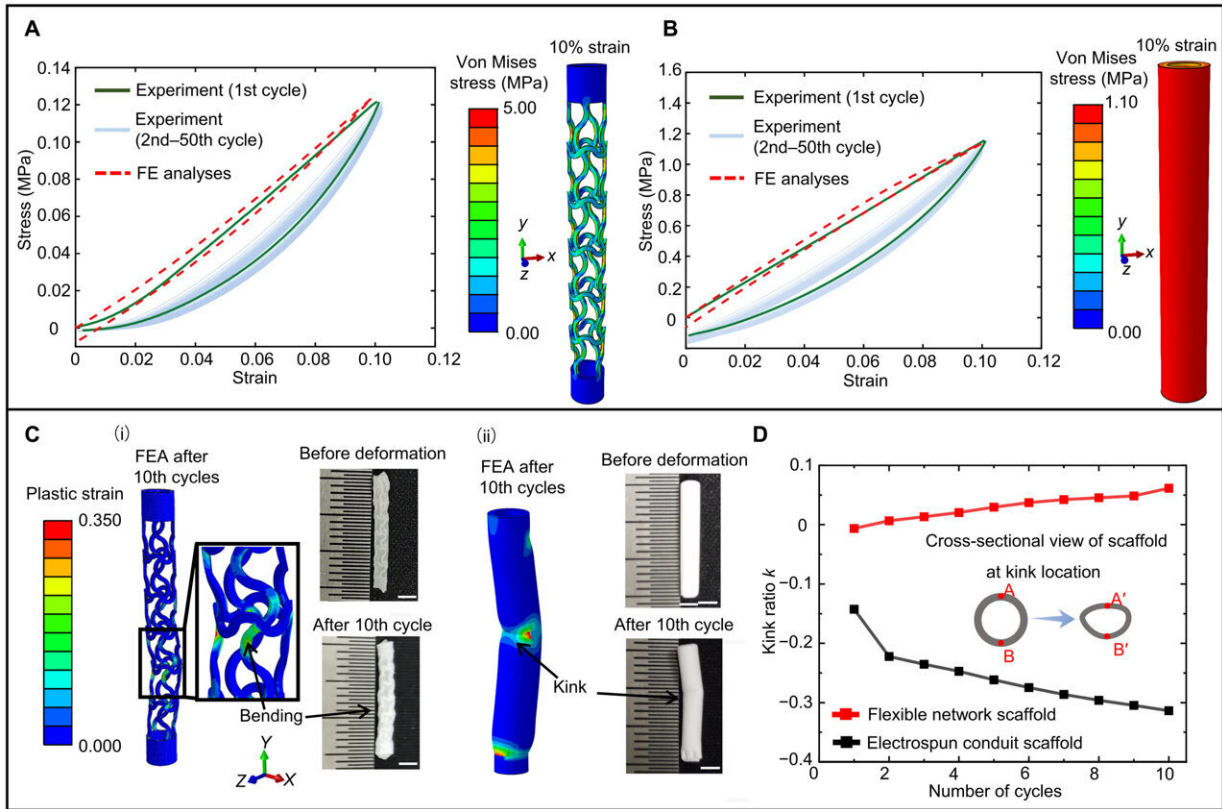 A
0.14
0.12
0.10
0.08
0.06
0.04
0.02
0
Stress (MPa)
Experiment (1st cycle)
Experiment
(2nd–50th cycle)
FE analyses
0
0.02
0.04
0.06
0.08
0.10
0.12
Strain
Von Mises
stress (MPa)
5.00
0.00
10% strain
y
x
z
B
1.6
1.4
1.2
1.0
0.8
0.6
0.4
0.2
0
Stress (MPa)
Experiment (1st cycle)
Experiment
(2nd–50th cycle)
FE analyses
0
0.02
0.04
0.06
0.08
0.10
0.12
Strain
Von Mises
stress (MPa)
1.10
0.00
10% strain
y
x
z
C
(i)
FEA after
10th cycles
Plastic strain
0.350
0.000
Before deformation
After 10th cycle
Bending
Y
Z
X
(ii)
FEA after
10th cycles
Before deformation
After 10th cycle
Kink
D
0.1
0
−0.1
−0.2
−0.3
−0.4
Kink ratio k
Cross-sectional view of scaffold
at kink location
A
A′
B
B′
Flexible network scaffold
Electrospun conduit scaffold
0
2
4
6
8
10
Number of cycles